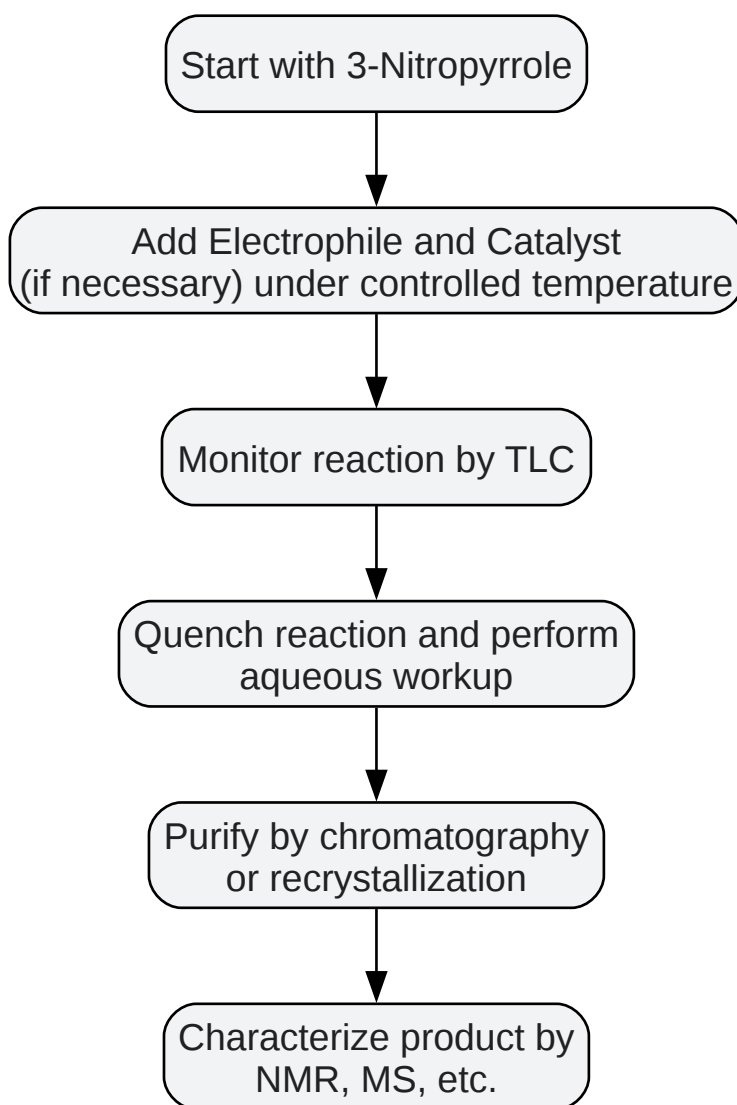 Start with 3-Nitropyrrole
Add Electrophile and Catalyst
(if necessary) under controlled temperature
Monitor reaction by TLC
Quench reaction and perform
aqueous workup
Purify by chromatography
or recrystallization
Characterize product by
NMR, MS, etc.